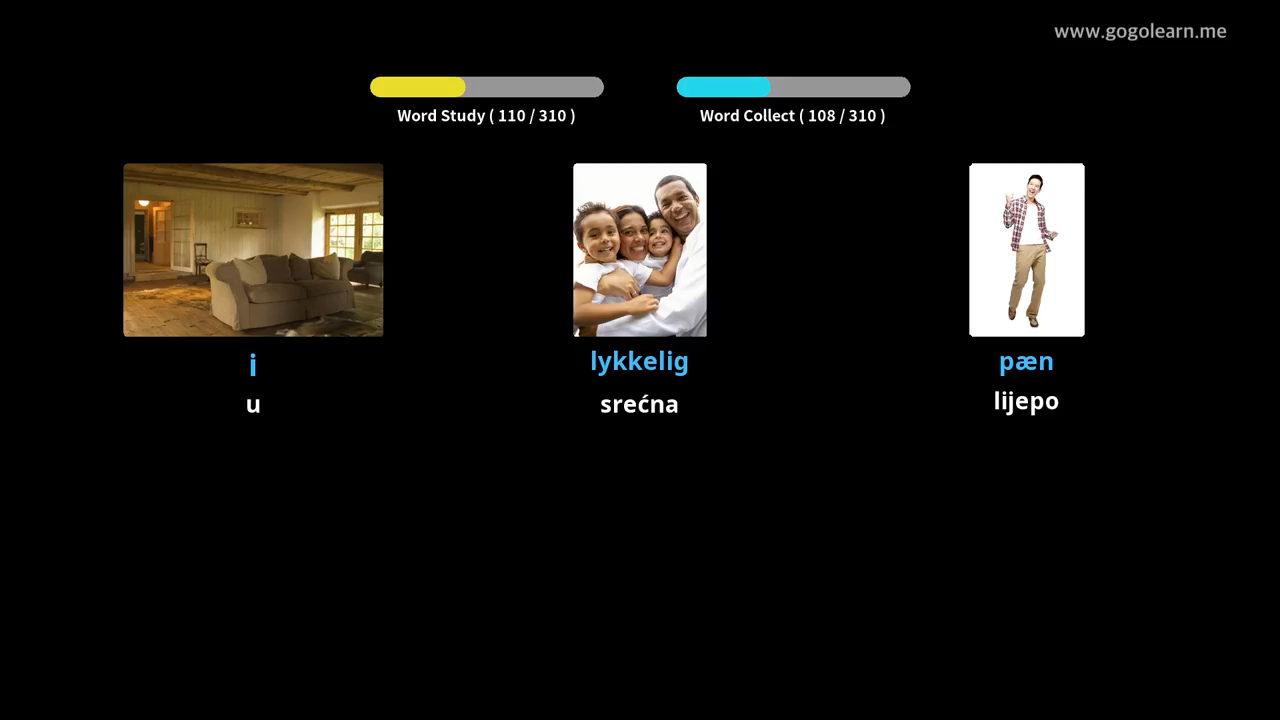 www.gogolearn.me
Word Study ( 110 / 310 )
Word Collect ( 108 / 310 )
i
lykkelig
pæn
u
srećna
lijepo